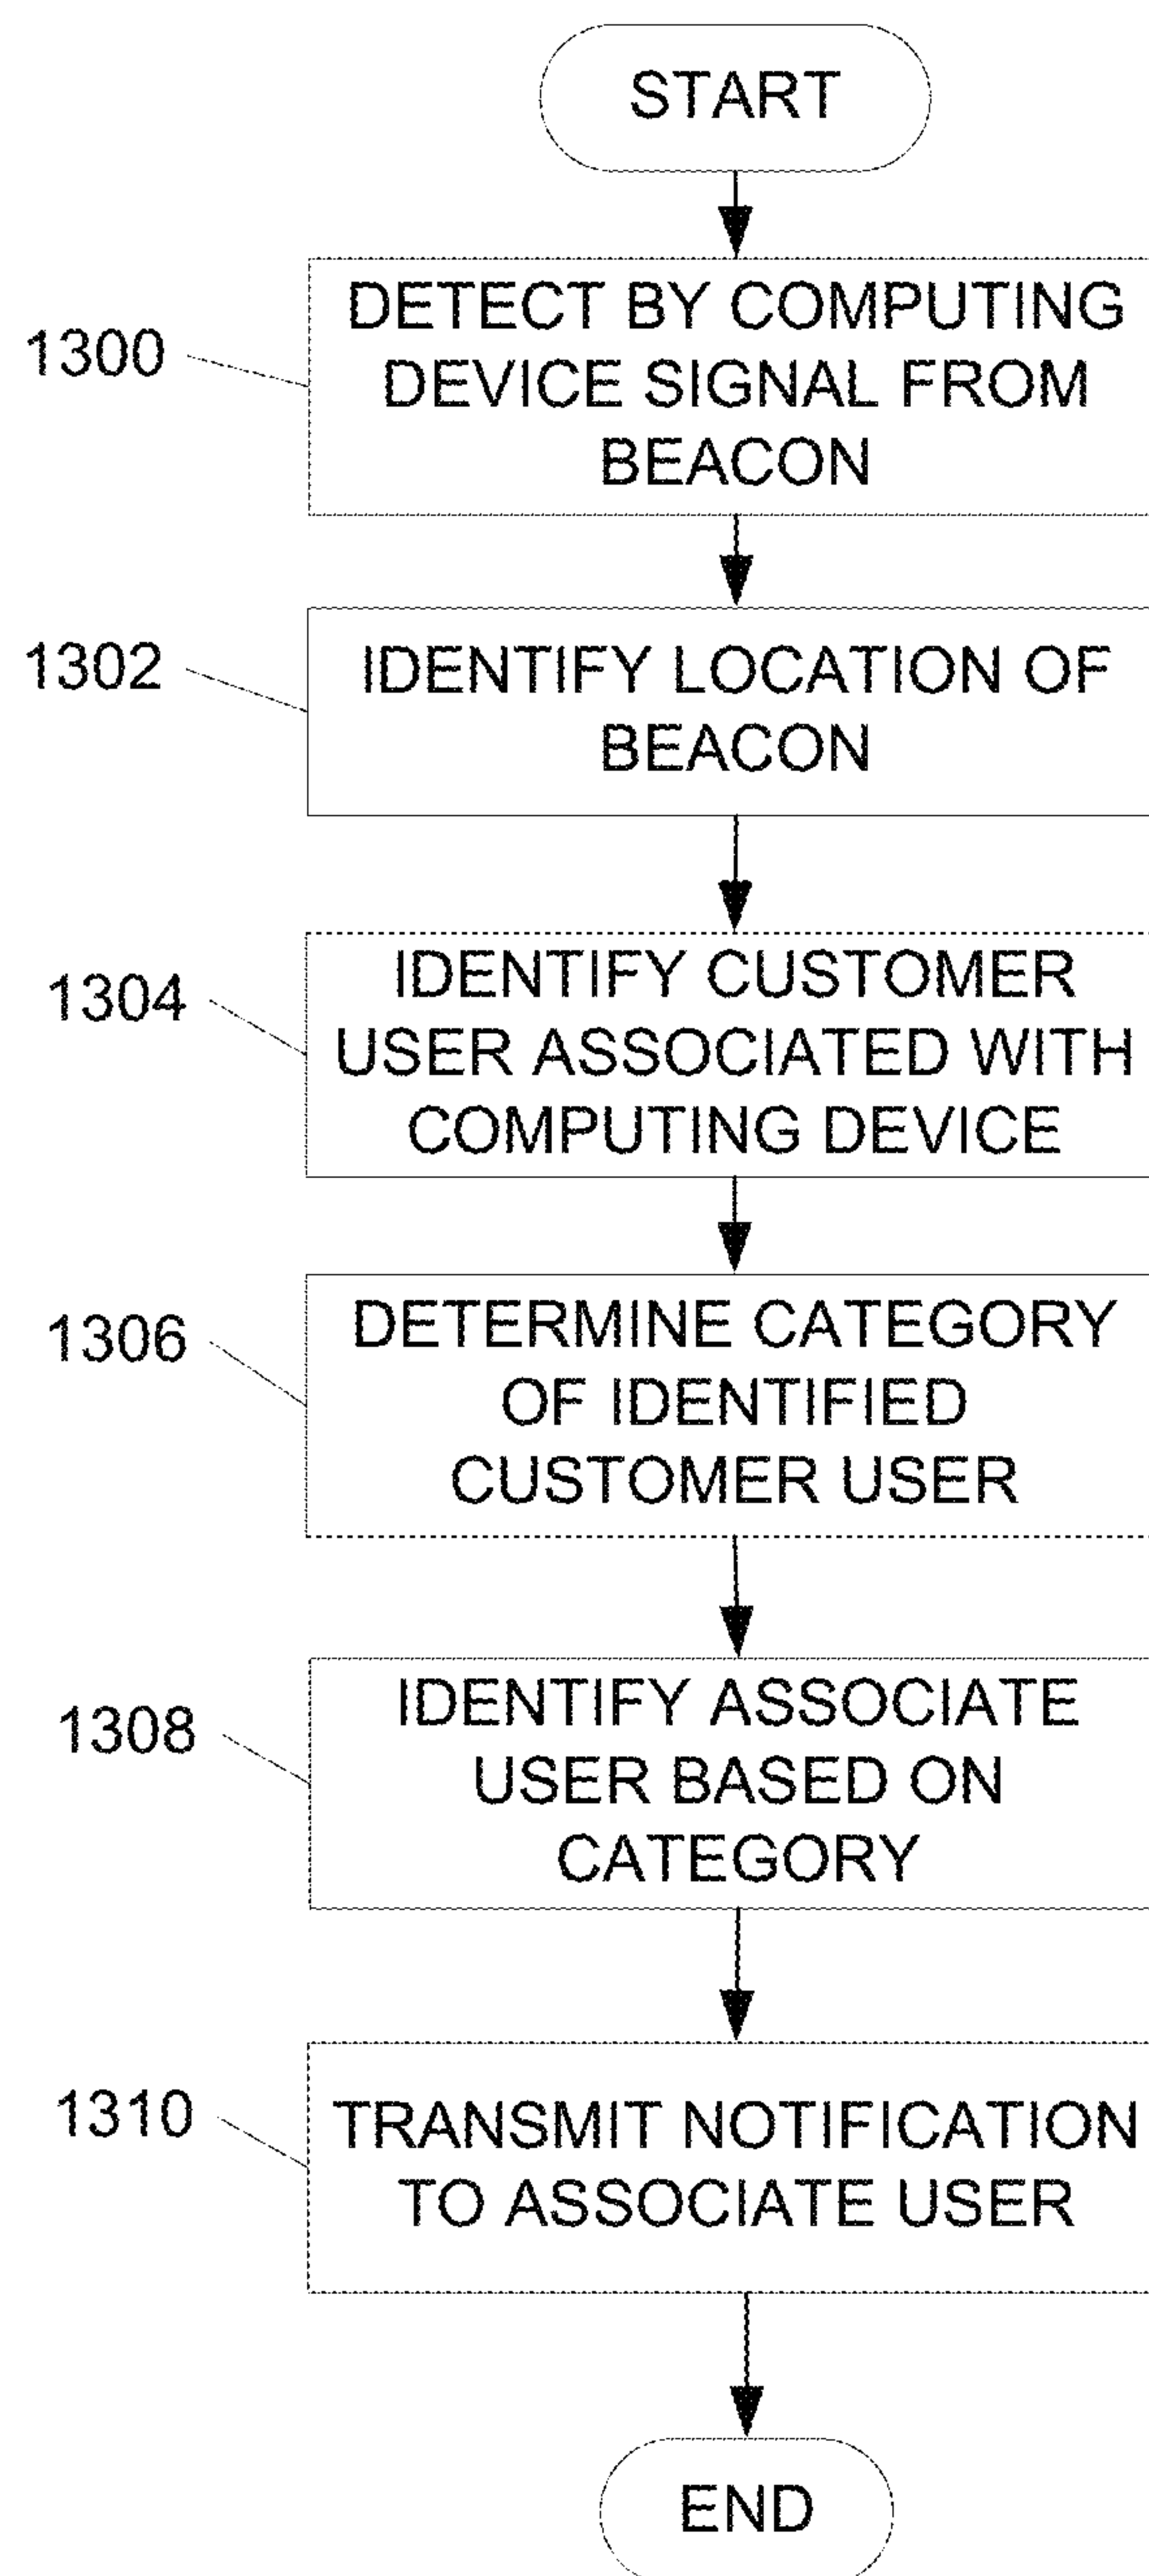 START
1300
DETECT BY COMPUTING
DEVICE SIGNAL FROM
BEACON
1302
IDENTIFY LOCATION OF
BEACON
1304
IDENTIFY CUSTOMER
USER ASSOCIATED WITH
COMPUTING DEVICE
1306
DETERMINE CATEGORY
OF IDENTIFIED
CUSTOMER USER
1308
IDENTIFY ASSOCIATE
USER BASED ON
CATEGORY
1310
TRANSMIT NOTIFICATION
TO ASSOCIATE USER
END